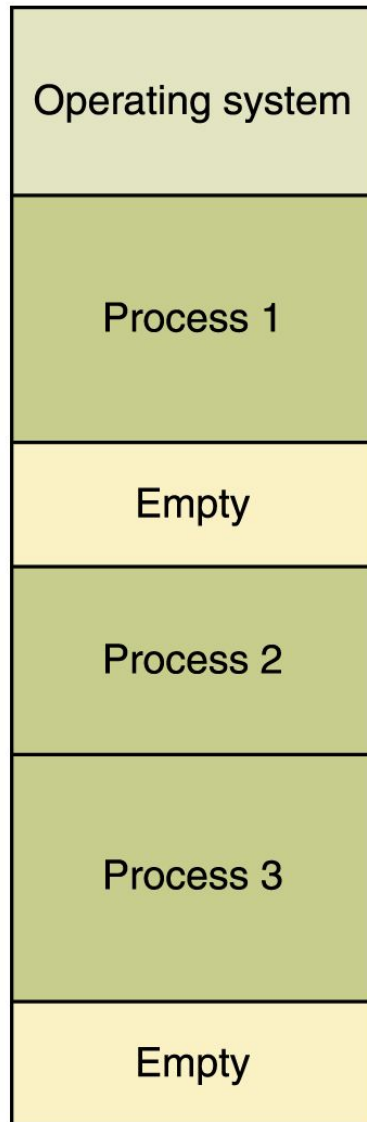 Operating system
Process 1
Empty
Process 2
Process 3
Empty